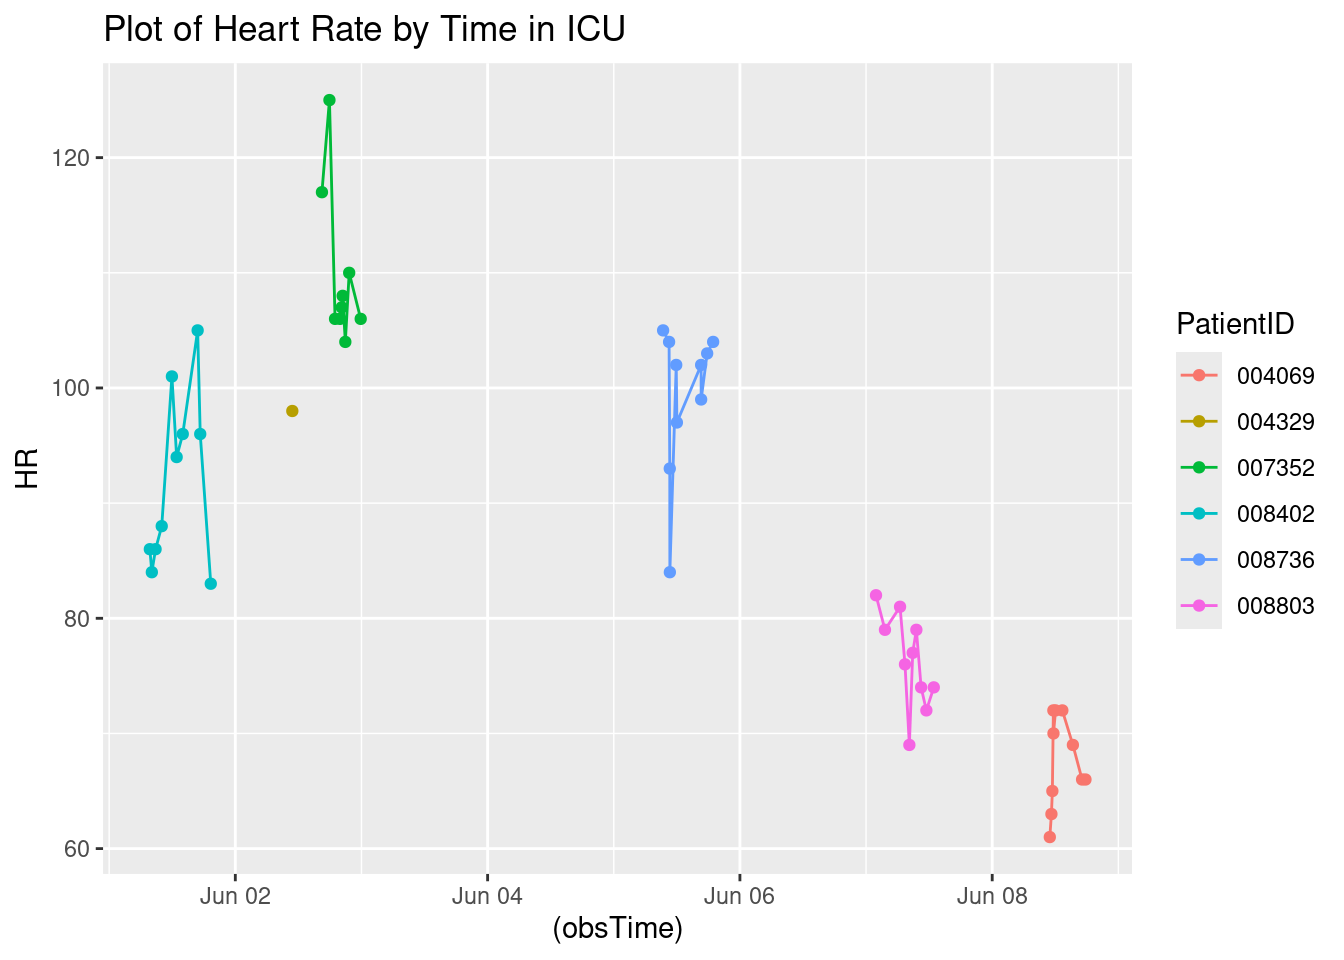 Plot of Heart Rate by Time in ICU
120
100
80
60
HR
Jun 02
Jun 04
Jun 06
Jun 08
(obsTime)
PatientID
004069
004329
007352
008402
008736
008803